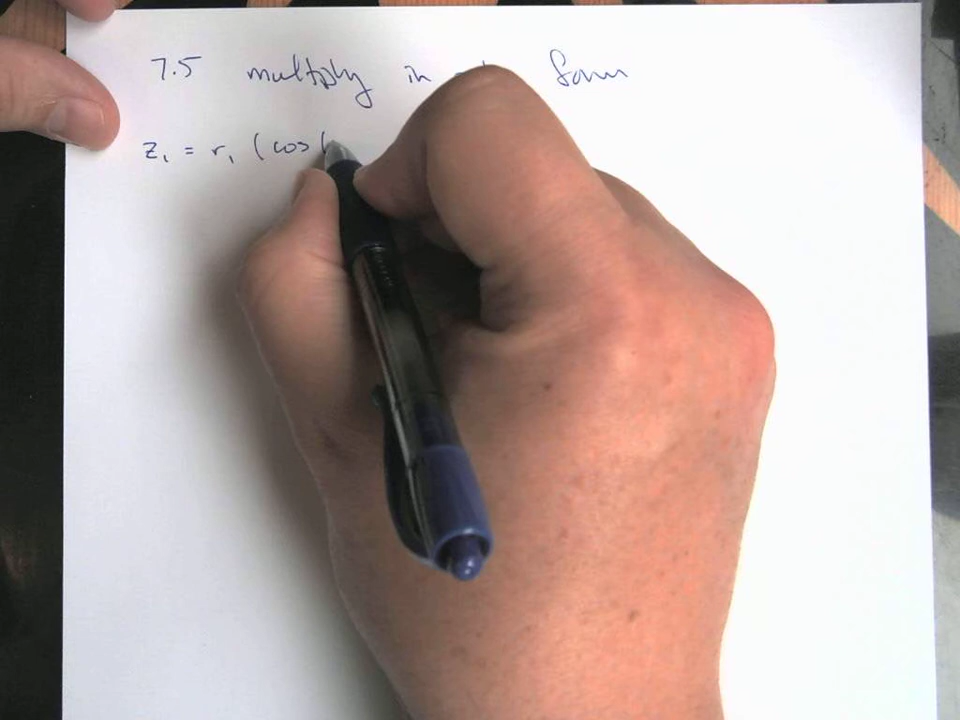 7.5 multiply in form
z₁ = r₁ (cos(